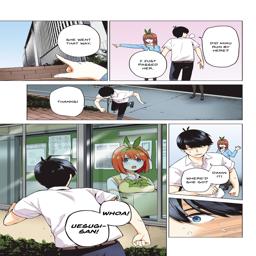 DID MIKU
RUN BY
HERE?
I JUST
PASSED
HER.
SHE WENT
THAT WAY.
THANKS!
DAMN
IT!
WHERE'D
SHE GO?
WHOA!
UESUGI-
SAN!